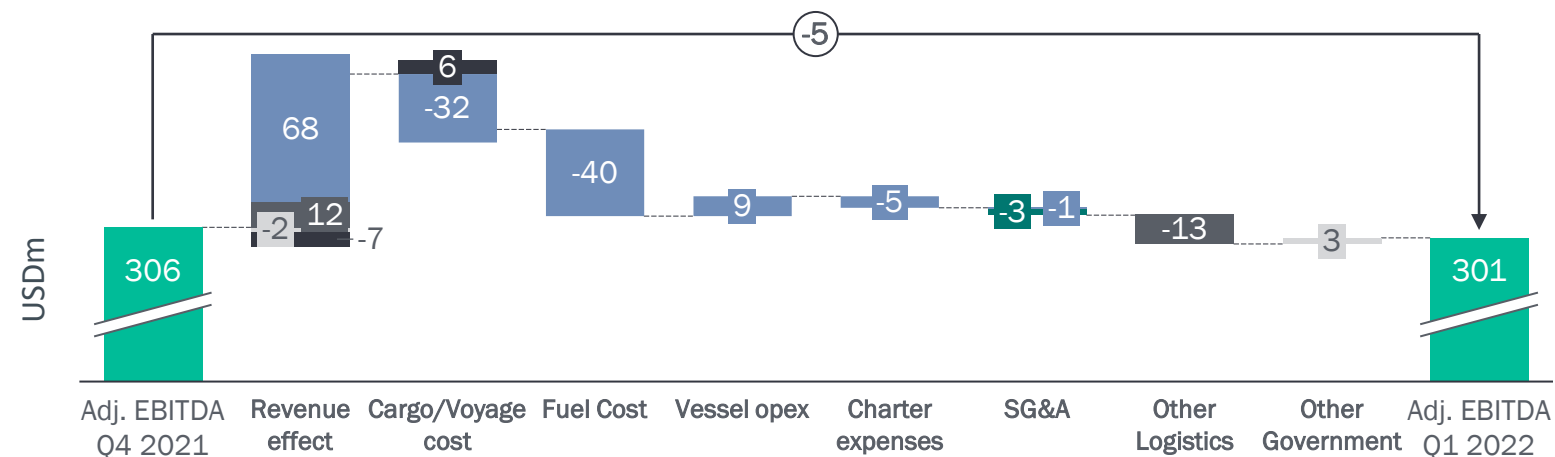 -5
6
68
-32
-40
12
-2
-7
9
-5
-3
-1
-13
3
306
301
USDm
Adj. EBITDA
Q4 2021
Revenue
effect
Cargo/Voyage
cost
Fuel Cost
Vessel opex
Charter
expenses
SG&A
Other
Logistics
Other
Government
Adj. EBITDA
Q1 2022